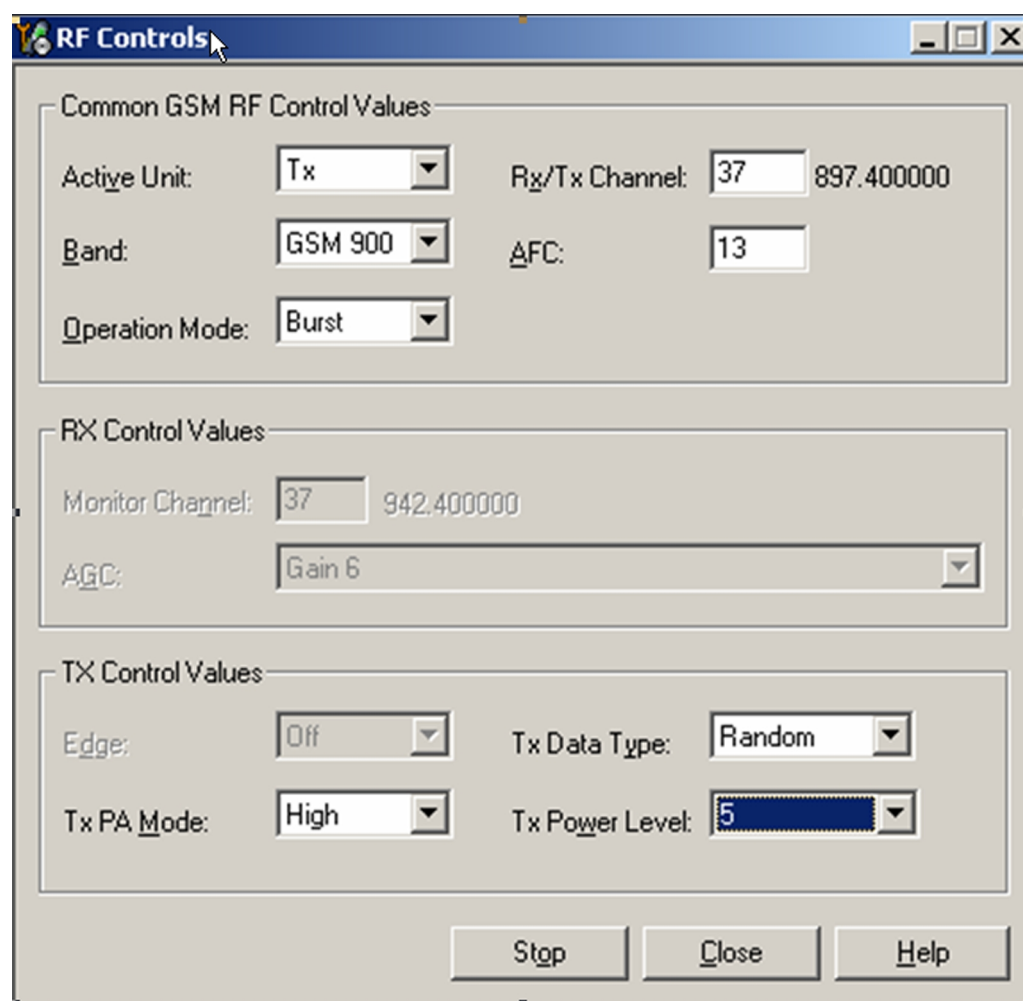 RF Controls
Common GSM RF Control Values
Active Unit: Tx Rx/Tx Channel: 37 897.400000
Band: GSM 900 AFC: 13
Operation Mode: Burst
RX Control Values
Monitor Channel: 37 942.400000
AGC: Gain 6
TX Control Values
Edge: Off Tx Data Type: Random
Tx PA Mode: High Tx Power Level: 5
Stop Close Help